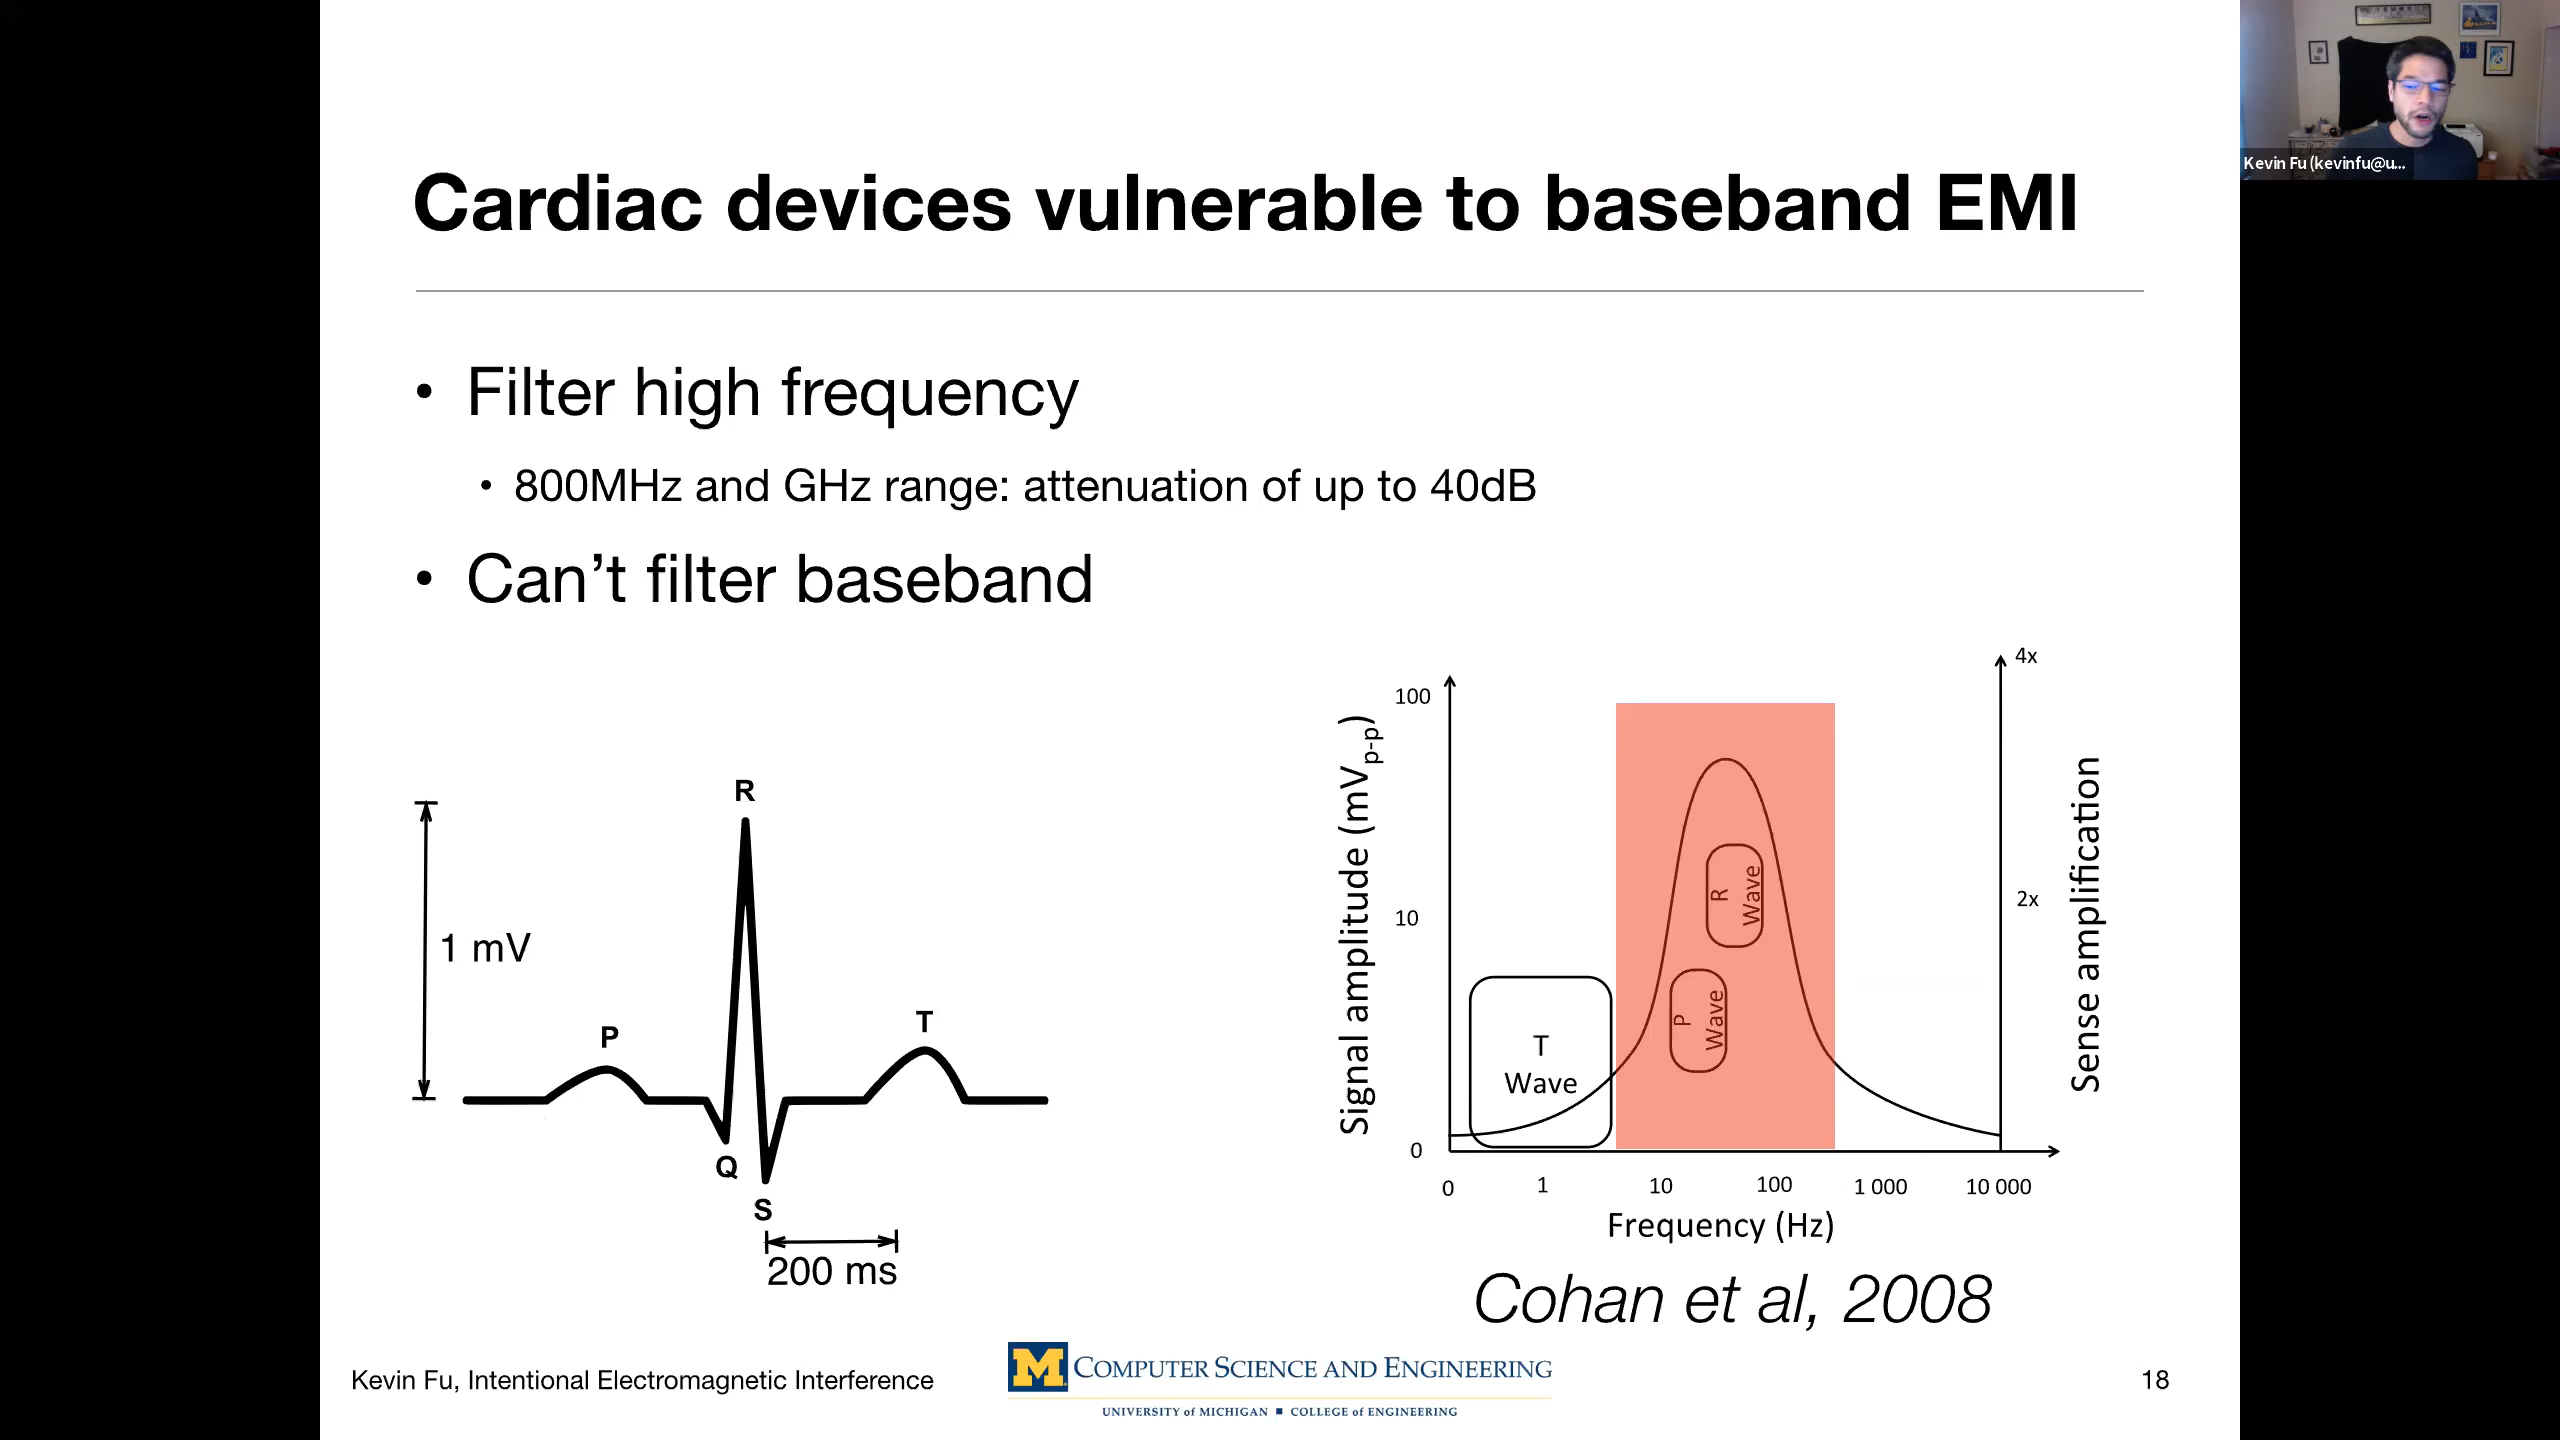 Kevin Fu (kevinfu@u...
Cardiac devices vulnerable to baseband EMI
• Filter high frequency
• 800MHz and GHz range: attenuation of up to 40dB
• Can’t filter baseband
R
1 mV
P
T
Q
S
200 ms
4x
100
Signal amplitude (mVp-p)
10
0
2x
Sense amplification
R
Wave
P
Wave
T
Wave
0 1 10 100 1 000 10 000
Frequency (Hz)
Cohan et al, 2008
Kevin Fu, Intentional Electromagnetic Interference
M COMPUTER SCIENCE AND ENGINEERING
UNIVERSITY of MICHIGAN ■ COLLEGE of ENGINEERING
18